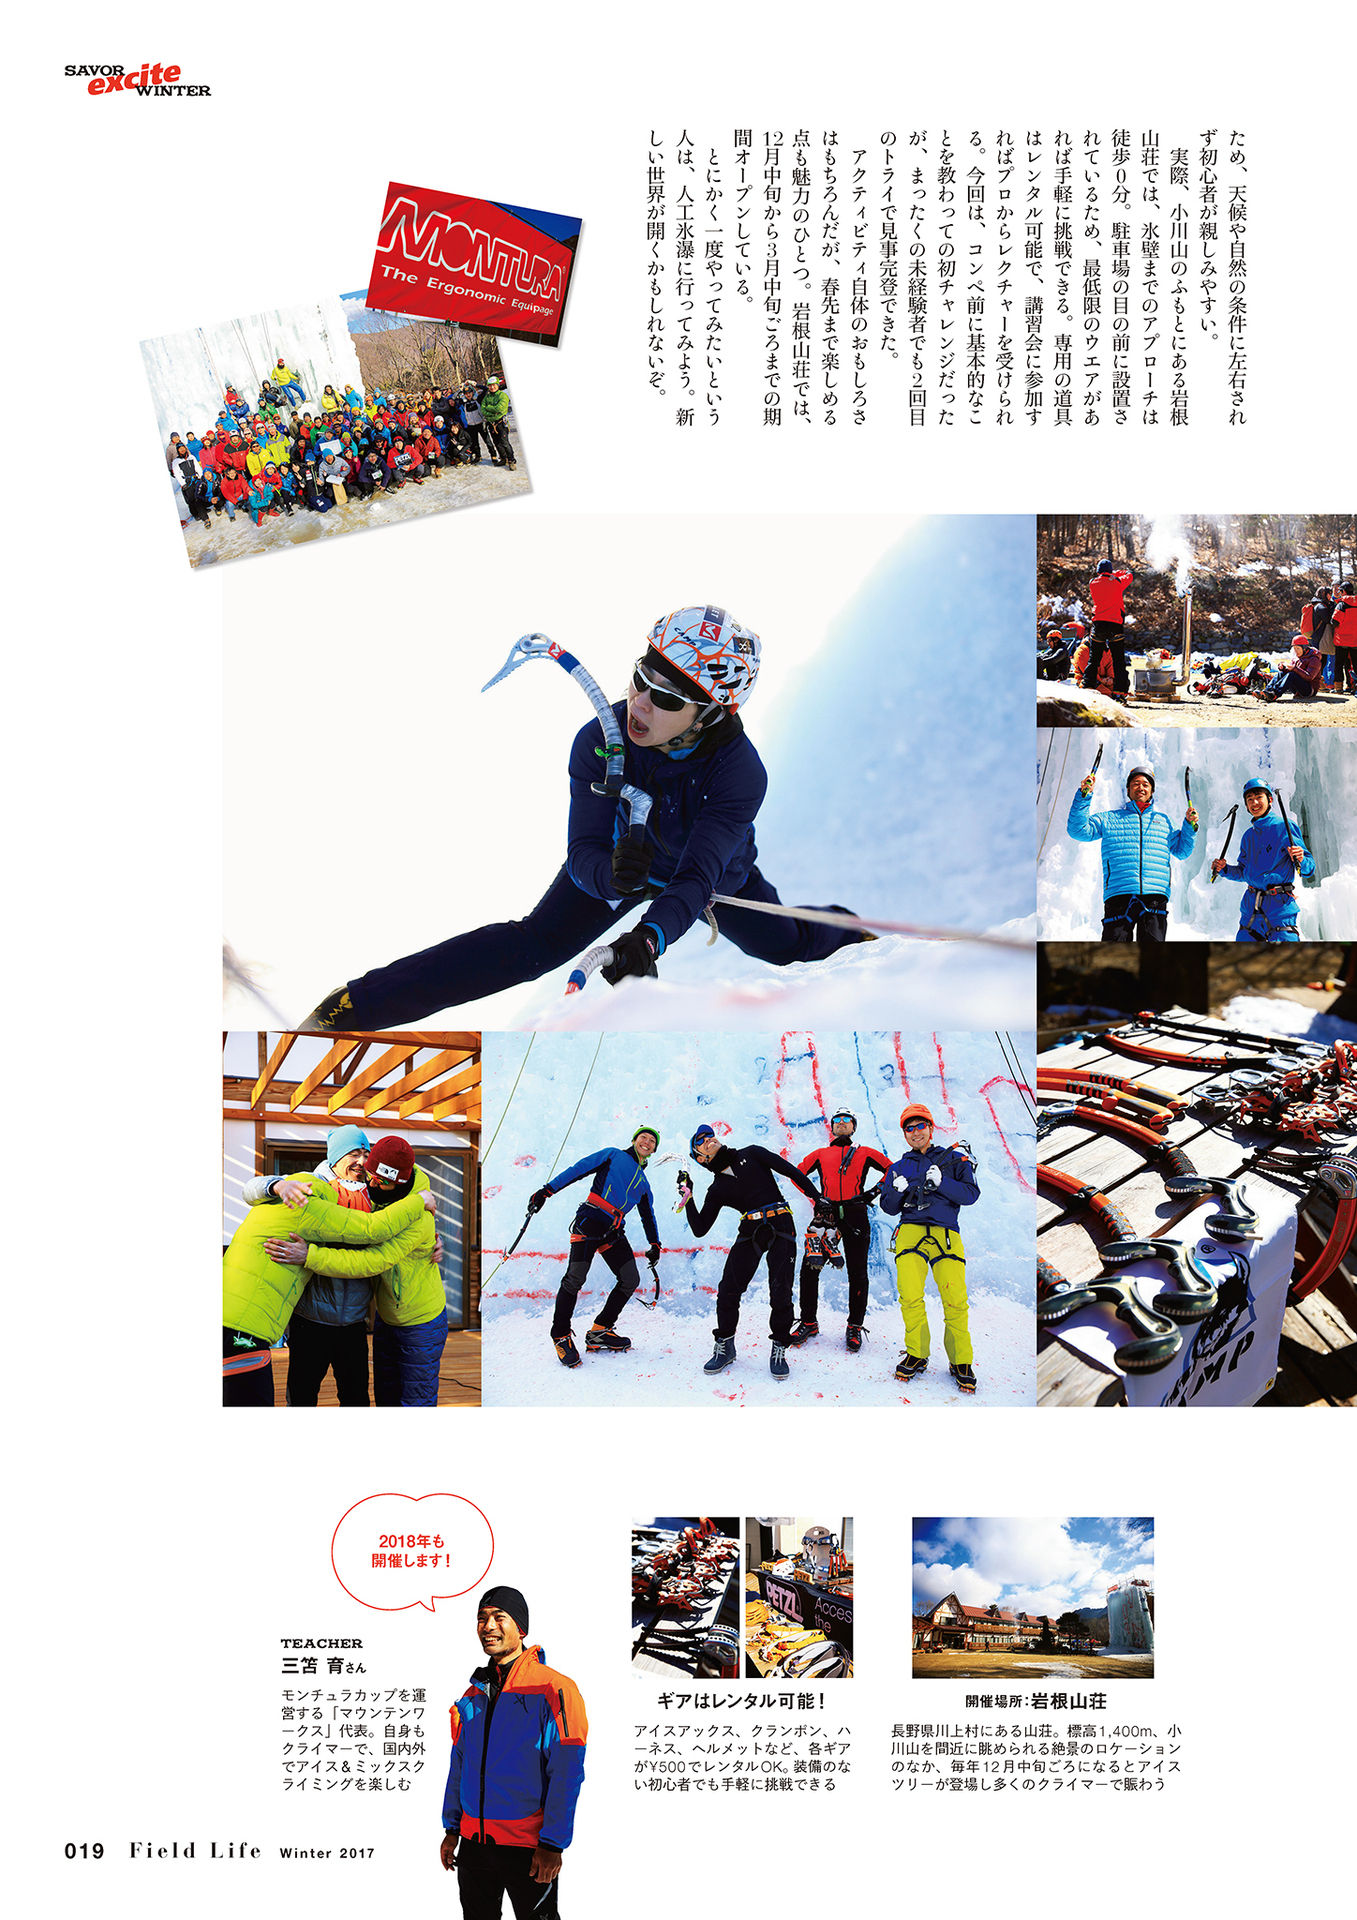 SAVOR
excite
WINTER
ため、天候や自然の条件に左右され
ず初心者が親しみやすい。
実際、小川山のふもとにある岩根
山荘では、氷壁までのアプローチは
徒歩0分。駐車場の目の前に設置さ
れているため、最低限のウエアがあ
れば手軽に挑戦できる。専用の道具
はレンタル可能で、講習会に参加す
ればプロからレクチャーを受けられ
る。今回は、コンペ前に基本的なこ
とを教わっての初チャレンジだった
が、まったくの未経験者でも2回目
のトライで見事完登できた。
アクティビティ自体のおもしろさ
はもちろんだが、春先まで楽しめる
点も魅力のひとつ。岩根山荘では、
12月中旬から3月中旬ごろまでの期
間オープンしている。
とにかく一度やってみたいという
人は、人工氷瀑に行ってみよう。新
しい世界が開くかもしれないぞ。
MONTURA
The Ergonomic Equipage
2018年も
開催します!
TEACHER
三笘 育さん
モンチュラカップを運
営する「マウンテンワ
ークス」代表。自身も
クライマーで、国内外
でアイス&ミックスク
ライミングを楽しむ
PETZL
Access
the
ギアはレンタル可能!
アイスアックス、クランポン、ハ
ーネス、ヘルメットなど、各ギア
が¥500でレンタルOK。装備のな
い初心者でも手軽に挑戦できる
開催場所:岩根山荘
長野県川上村にある山荘。標高1,400m、小
川山を間近に眺められる絶景のロケーション
のなか、毎年12月中旬ごろになるとアイス
ツリーが登場し多くのクライマーで賑わう
019 Field Life Winter 2017